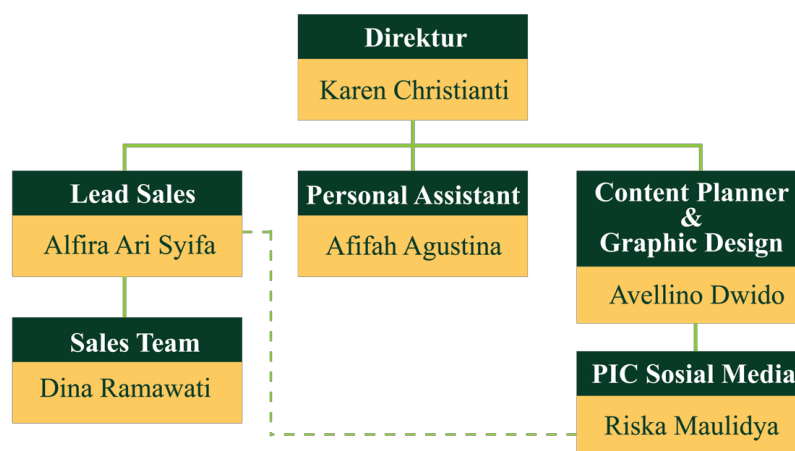 Direktur
Karen Christianti
Lead Sales
Alfira Ari Syifa
Personal Assistant
Afifah Agustina
Content Planner
&
Graphic Design
Avellino Dwido
Sales Team
Dina Ramawati
PIC Sosial Media
Riska Maulidya